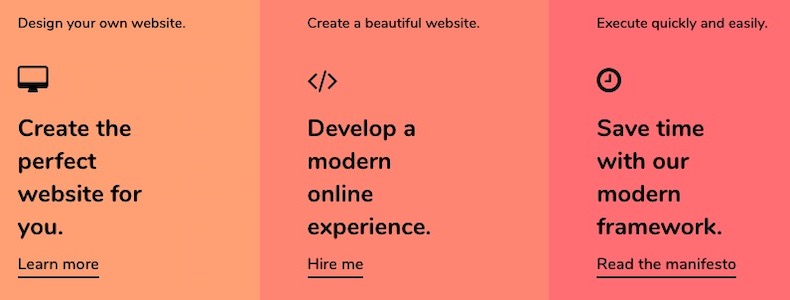 Design your own website.
Create the
perfect
website for
you.
Learn more
Create a beautiful website.
Develop a
modern
online
experience.
Hire me
Execute quickly and easily.
Save time
with our
modern
framework.
Read the manifesto